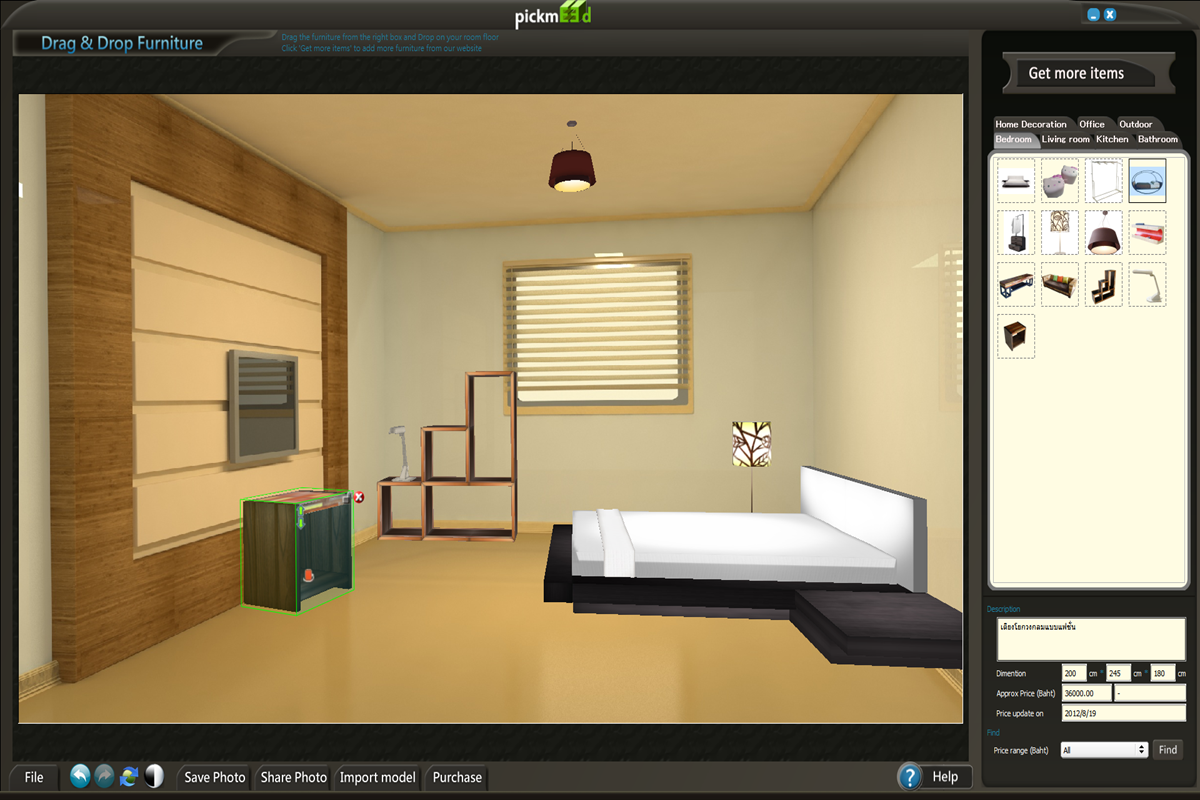 pickmEEd
Drag & Drop Furniture
Drag the furniture from the right box and Drop on your room floor
Click 'Get more items' to add more furniture from our website
Get more items
Home Decoration Office Outdoor
Bedroom Living room Kitchen Bathroom
Description
เตียงโยกวงกลมแบบแฟชั่น
Dimention 200 cm * 245 cm * 180 cm
Approx Price (Baht) 36000.00 -
Price update on 2012/8/19
Find
Price range (Baht) All Find
File Save Photo Share Photo Import model Purchase ? Help